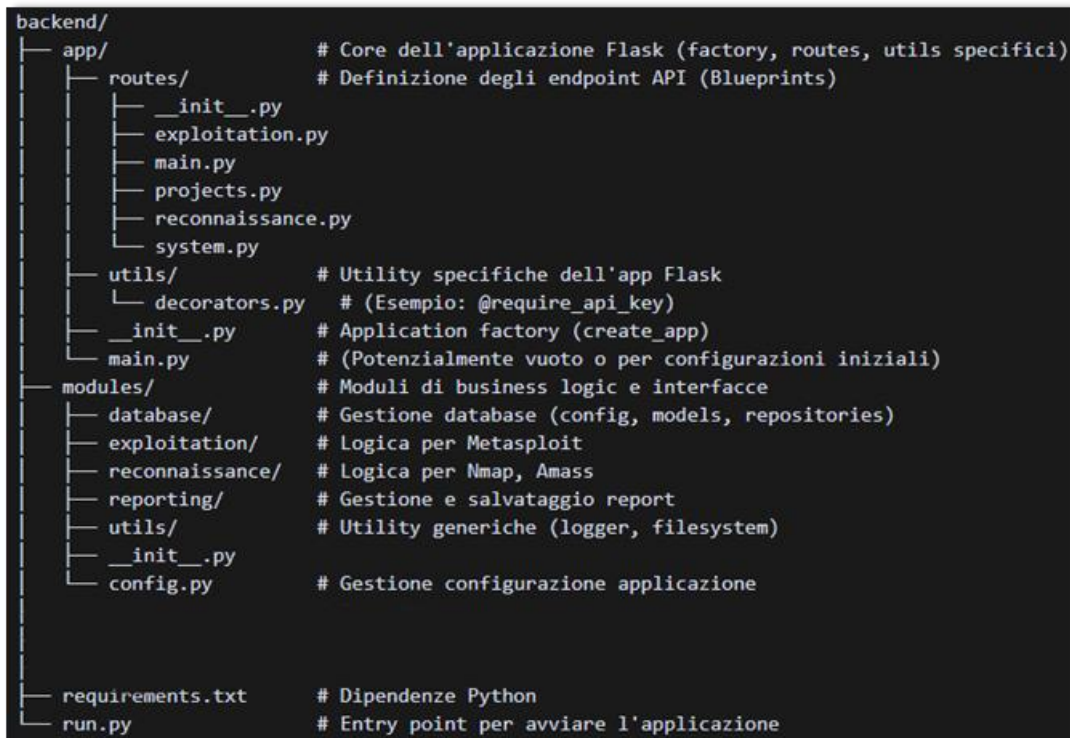 backend/
├── app/                # Core dell'applicazione Flask (factory, routes, utils specifici)
│   ├── routes/         # Definizione degli endpoint API (Blueprints)
│   │   ├── __init__.py
│   │   ├── exploitation.py
│   │   ├── main.py
│   │   ├── projects.py
│   │   ├── reconnaissance.py
│   │   └── system.py
│   ├── utils/          # Utility specifiche dell'app Flask
│   │   └── decorators.py   # (Esempio: @require_api_key)
│   ├── __init__.py     # Application factory (create_app)
│   └── main.py         # (Potenzialmente vuoto o per configurazioni iniziali)
├── modules/            # Moduli di business logic e interfacce
│   ├── database/       # Gestione database (config, models, repositories)
│   ├── exploitation/   # Logica per Metasploit
│   ├── reconnaissance/ # Logica per Nmap, Amass
│   ├── reporting/      # Gestione e salvataggio report
│   ├── utils/          # Utility generiche (logger, filesystem)
│   ├── __init__.py
│   └── config.py       # Gestione configurazione applicazione
│
│
│
├── requirements.txt    # Dipendenze Python
└── run.py              # Entry point per avviare l'applicazione